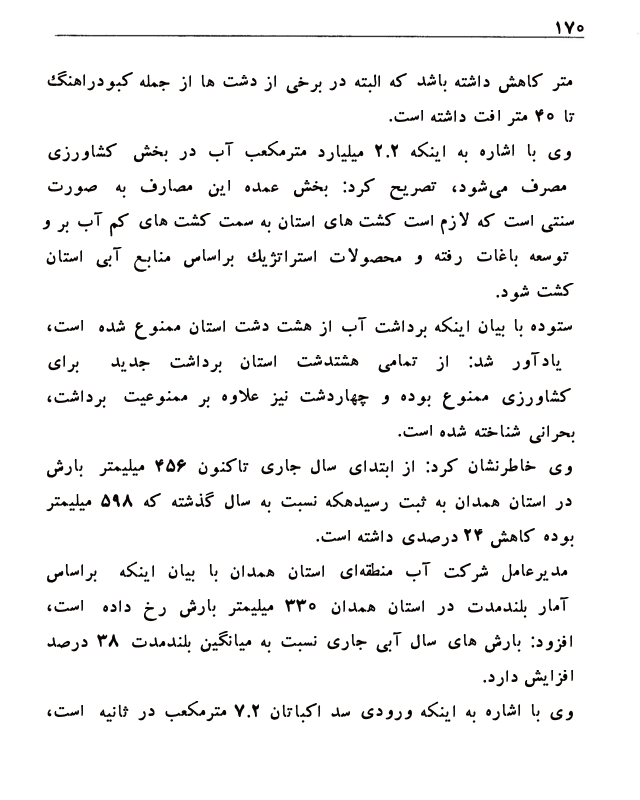 ۱۷۰
متر کاهش داشته باشد که البته در برخی از دشت ها از جمله کبودراهنگ
تا ۴۰ متر افت داشته است.
وی با اشاره به اینکه ۲.۲ میلیارد مترمکعب آب در بخش کشاورزی
مصرف می‌شود، تصریح کرد: بخش عمده این مصارف به صورت
سنتی است که لازم است کشت های استان به سمت کشت های کم آب بر و
توسعه باغات رفته و محصولات استراتژیک براساس منابع آبی استان
کشت شود.
ستوده با بیان اینکه برداشت آب از هشت دشت استان ممنوع شده است،
یادآور شد: از تمامی هشتدشت استان برداشت جدید برای
کشاورزی ممنوع بوده و چهاردشت نیز علاوه بر ممنوعیت برداشت،
بحرانی شناخته شده است.
وی خاطرنشان کرد: از ابتدای سال جاری تاکنون ۴۵۶ میلیمتر بارش
در استان همدان به ثبت رسیدهکه نسبت به سال گذشته که ۵۹۸ میلیمتر
بوده کاهش ۲۴ درصدی داشته است.
مدیرعامل شرکت آب منطقه‌ای استان همدان با بیان اینکه براساس
آمار بلندمدت در استان همدان ۳۳۰ میلیمتر بارش رخ داده است،
افزود: بارش های سال آبی جاری نسبت به میانگین بلندمدت ۳۸ درصد
افزایش دارد.
وی با اشاره به اینکه ورودی سد اکباتان ۷.۲ مترمکعب در ثانیه است،